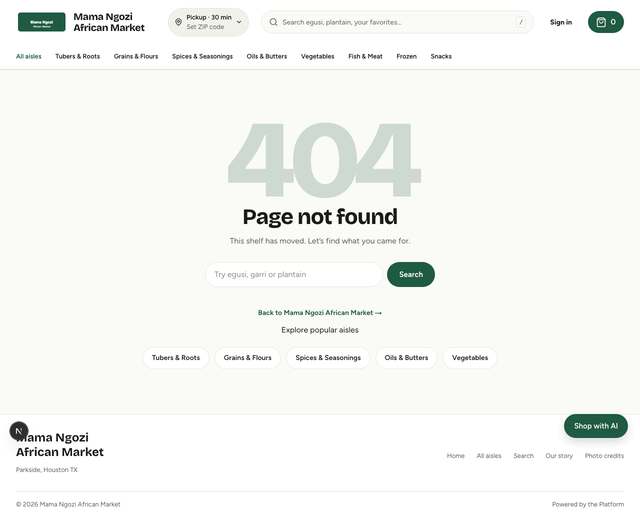 Mama Ngozi
African Market
Mama Ngozi
African Market
Pickup · 30 min
Set ZIP code
Search egusi, plantain, your favorites…
/
Sign in
0
All aisles
Tubers & Roots
Grains & Flours
Spices & Seasonings
Oils & Butters
Vegetables
Fish & Meat
Frozen
Snacks
404
Page not found
This shelf has moved. Let's find what you came for.
Try egusi, garri or plantain
Search
Back to Mama Ngozi African Market →
Explore popular aisles
Tubers & Roots
Grains & Flours
Spices & Seasonings
Oils & Butters
Vegetables
N
Mama Ngozi
African Market
Parkside, Houston TX
Home
All aisles
Search
Our story
Photo credits
Shop with AI
© 2026 Mama Ngozi African Market
Powered by the Platform